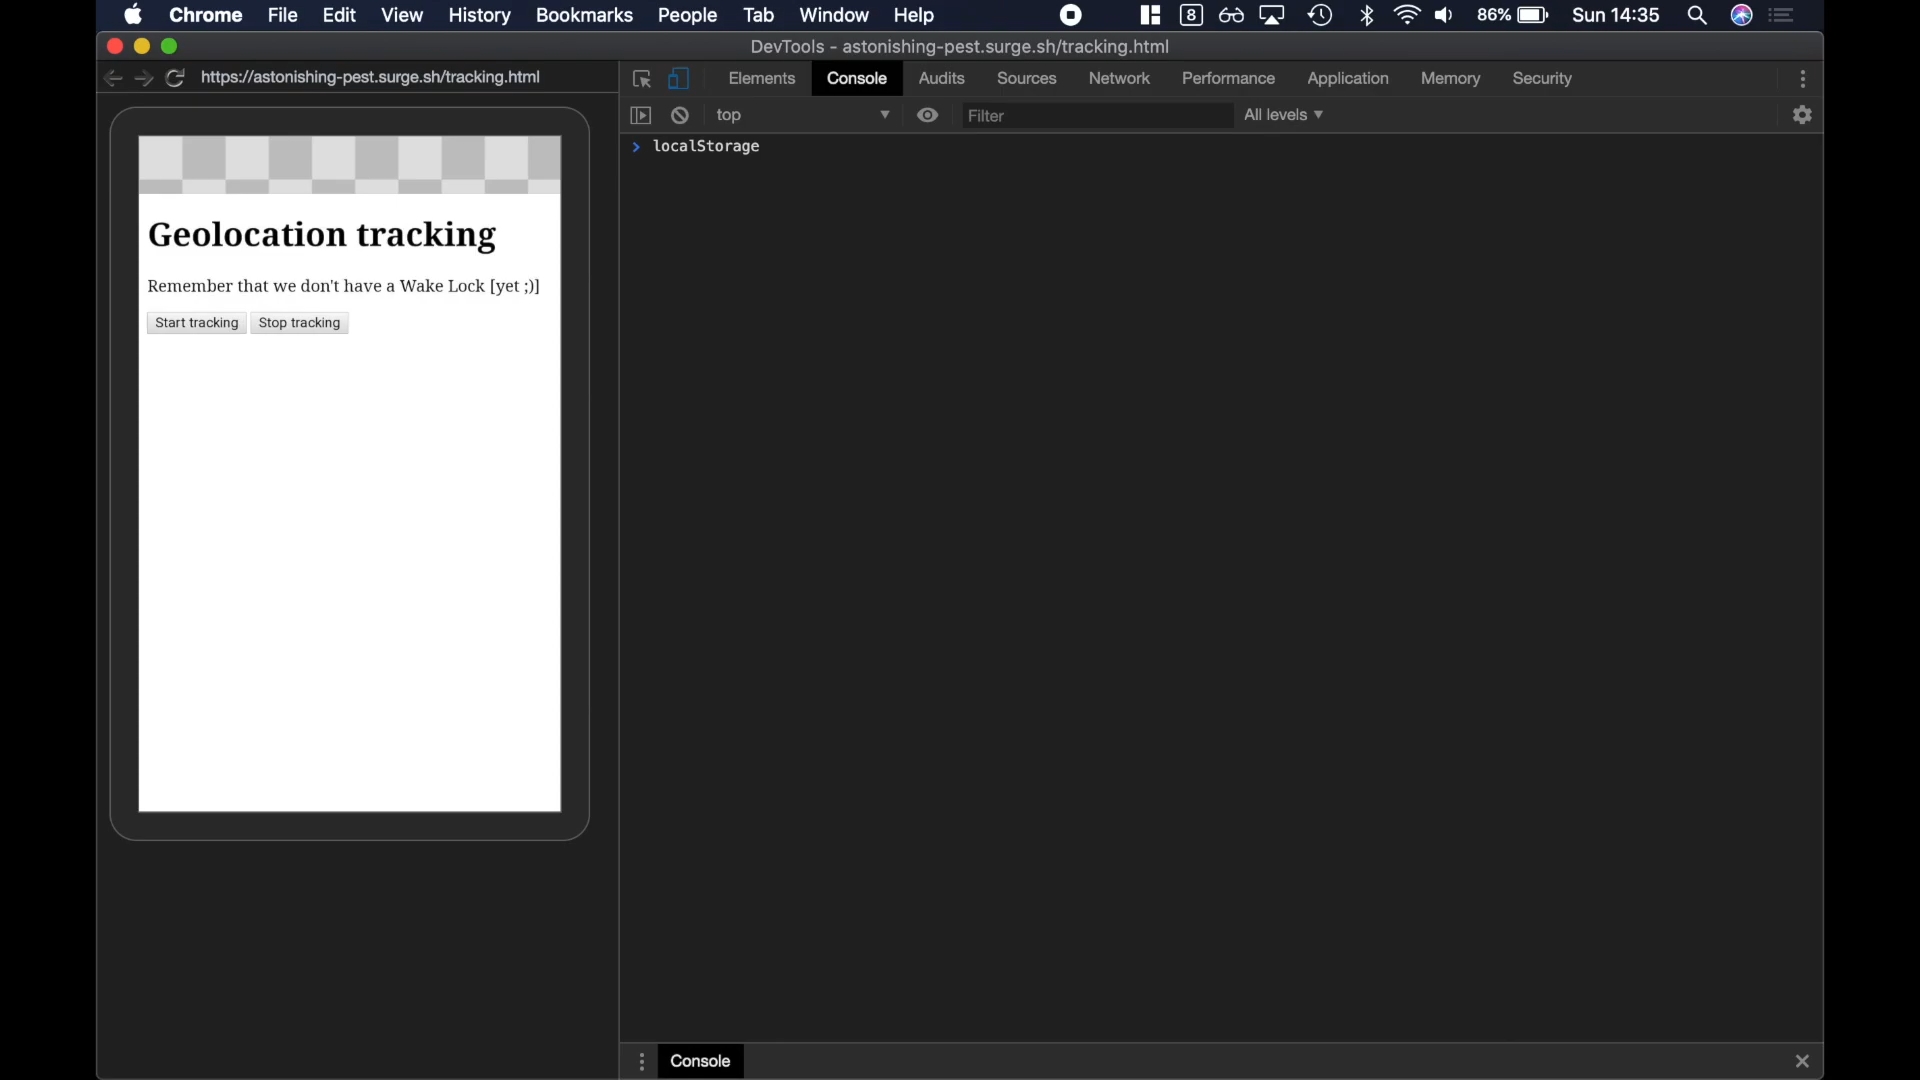 Chrome File Edit View History Bookmarks People Tab Window Help 8 86% Sun 14:35
DevTools - astonishing-pest.surge.sh/tracking.html
https://astonishing-pest.surge.sh/tracking.html
Elements Console Audits Sources Network Performance Application Memory Security
top Filter All levels
localStorage
Geolocation tracking
Remember that we don't have a Wake Lock [yet ;)]
Start tracking Stop tracking
Console